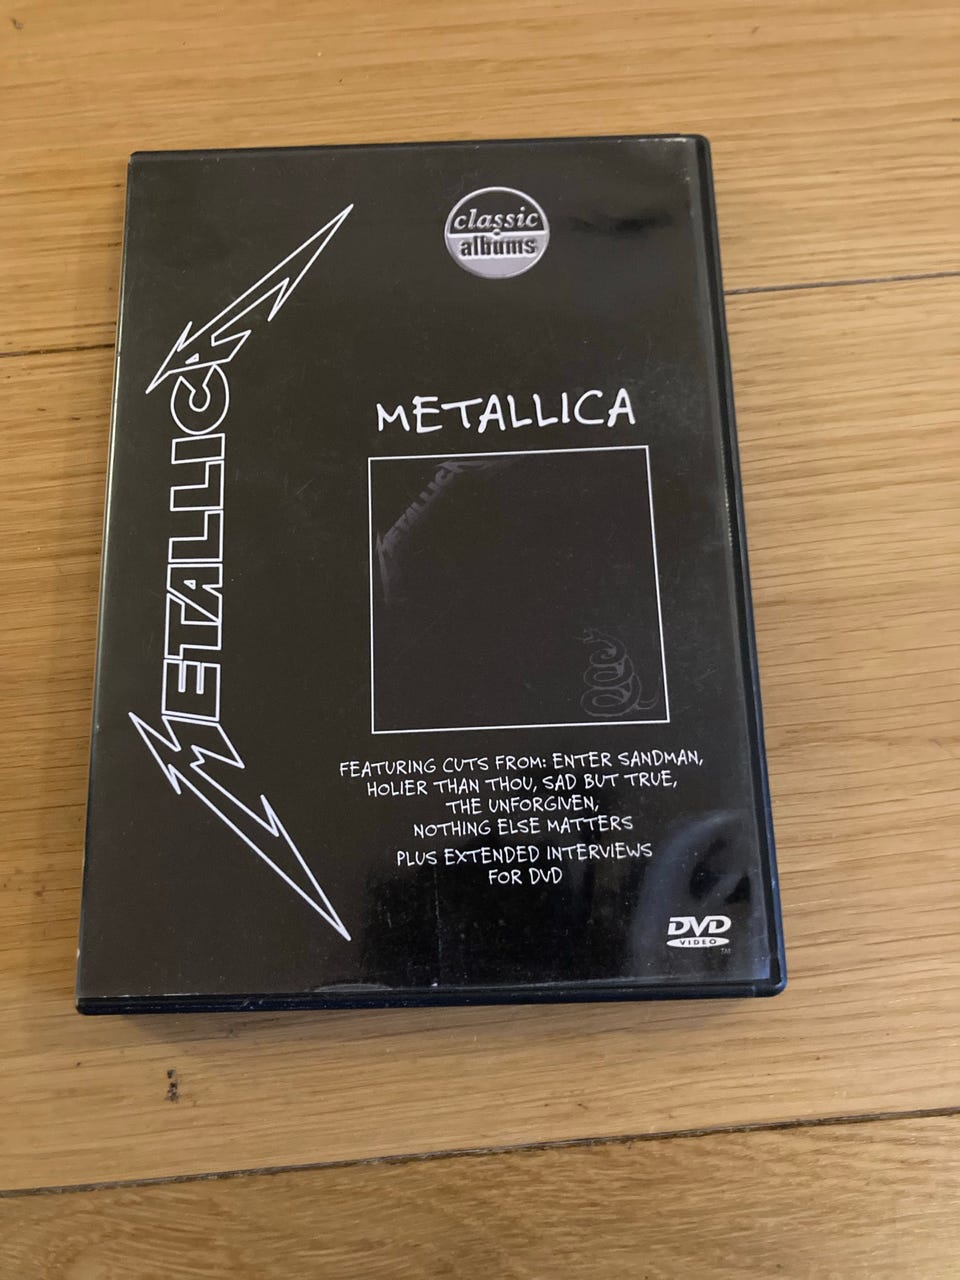 METALLICA
classic
albums
METALLICA
METALLICA
FEATURING CUTS FROM: ENTER SANDMAN,
HOLIER THAN THOU, SAD BUT TRUE,
THE UNFORGIVEN,
NOTHING ELSE MATTERS
PLUS EXTENDED INTERVIEWS
FOR DVD
DVD
VIDEO
TM